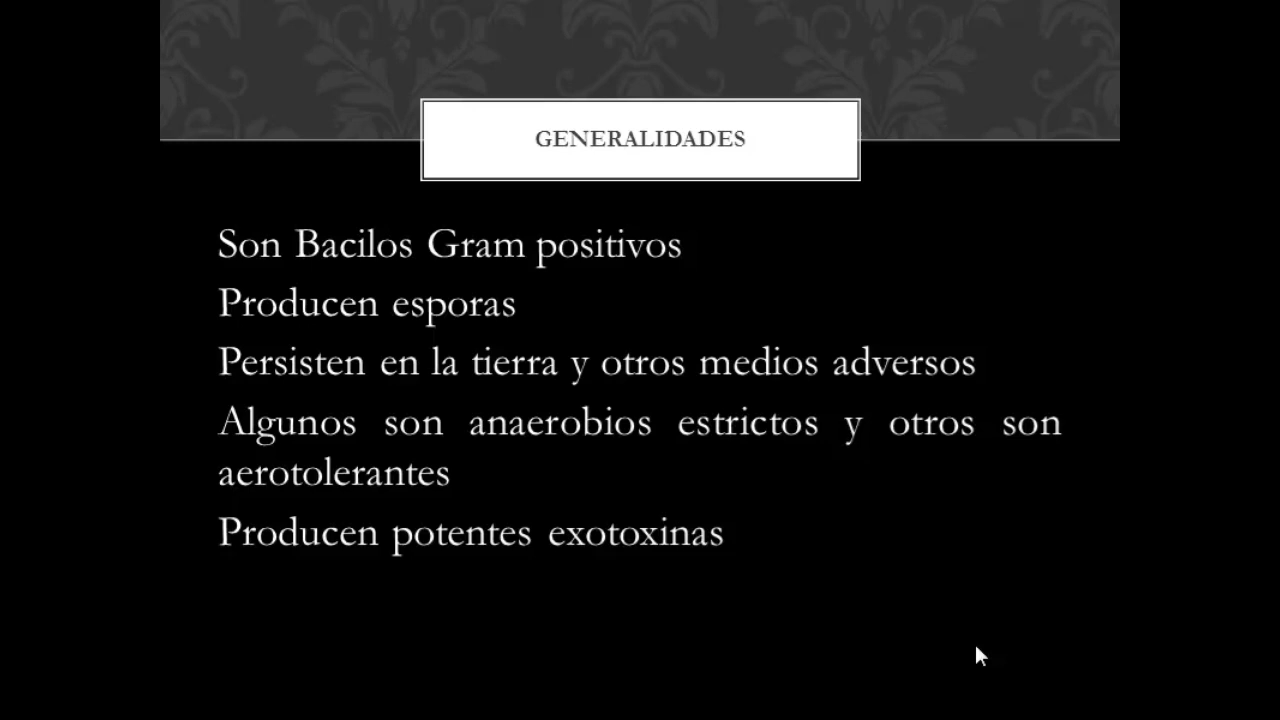 GENERALIDADES
Son Bacilos Gram positivos
Producen esporas
Persisten en la tierra y otros medios adversos
Algunos son anaerobios estrictos y otros son
aerotolerantes
Producen potentes exotoxinas